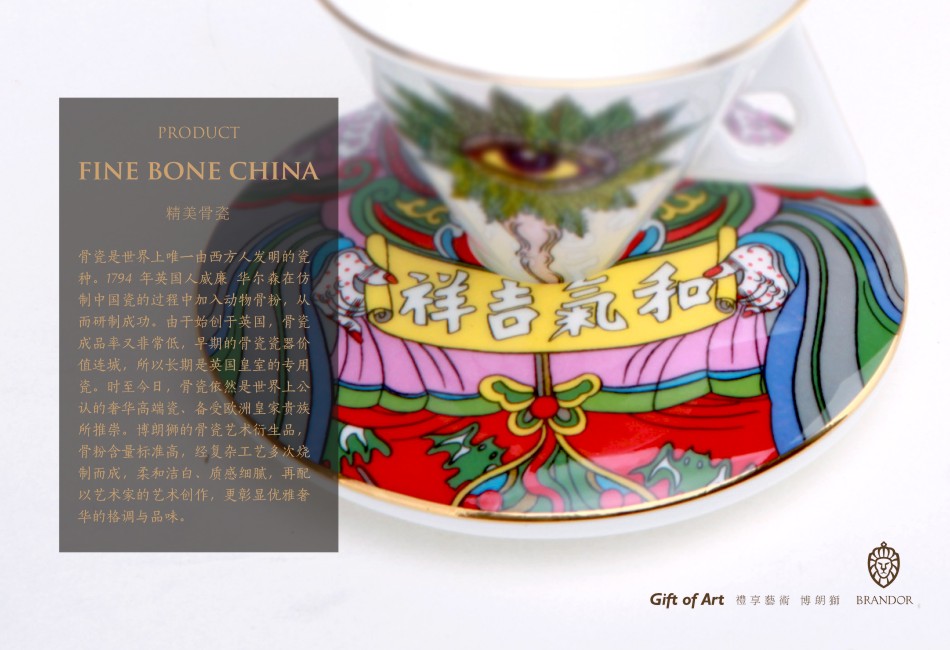 PRODUCT
FINE BONE CHINA
精美骨瓷
骨瓷是世界上唯一由西方人发明的瓷
种。1794 年英国人威廉 华尔森在仿
制中国瓷的过程中加入动物骨粉，从
而研制成功。由于始创于英国，骨瓷
成品率又非常低，早期的骨瓷瓷器价
值连城，所以长期是英国皇室的专用
瓷。时至今日，骨瓷依然是世界上公
认的奢华高端瓷，备受欧洲皇家贵族
所推崇。博朗狮的骨瓷艺术衍生品，
骨粉含量标准高，经复杂工艺多次烧
制而成，柔和洁白、质感细腻，再配
以艺术家的艺术创作，更彰显优雅奢
华的格调与品味。
祥吉氣和
Gift of Art 禮享藝術 博朗獅 BRANDOR